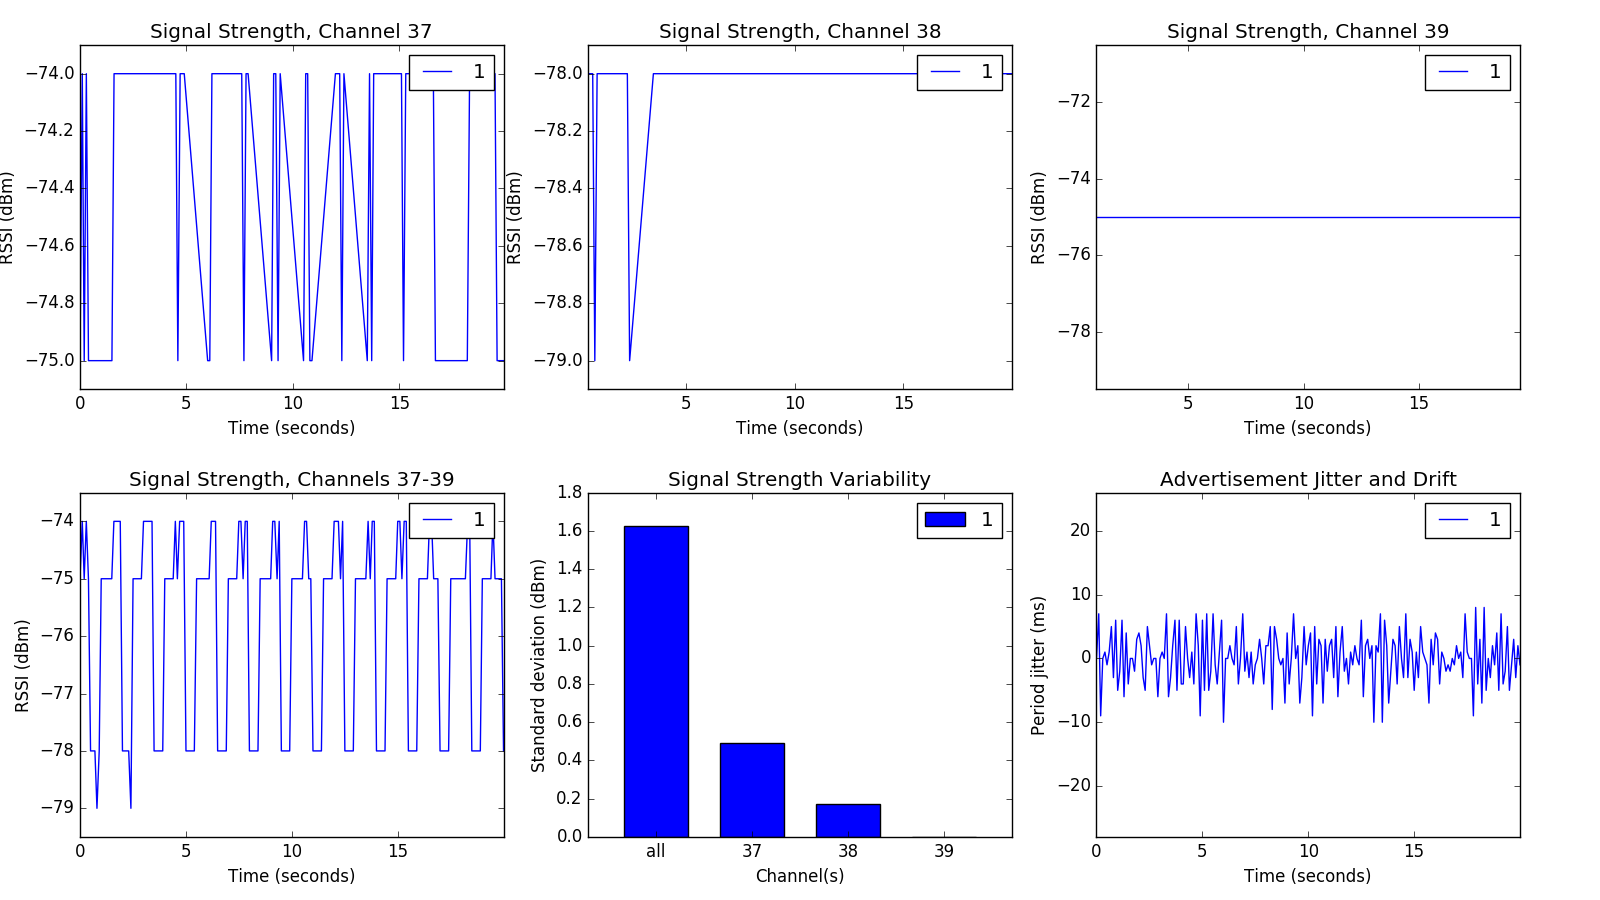 Signal Strength, Channel 37
1
−74.0
−74.2
−74.4
−74.6
−74.8
−75.0
RSSI (dBm)
0 5 10 15
Time (seconds)
Signal Strength, Channel 38
1
−78.0
−78.2
−78.4
−78.6
−78.8
−79.0
RSSI (dBm)
5 10 15
Time (seconds)
Signal Strength, Channel 39
1
−72
−74
−76
−78
RSSI (dBm)
5 10 15
Time (seconds)
Signal Strength, Channels 37-39
1
−74
−75
−76
−77
−78
−79
RSSI (dBm)
0 5 10 15
Time (seconds)
Signal Strength Variability
1
1.8
1.6
1.4
1.2
1.0
0.8
0.6
0.4
0.2
0.0
Standard deviation (dBm)
all 37 38 39
Channel(s)
Advertisement Jitter and Drift
1
20
10
0
−10
−20
Period jitter (ms)
0 5 10 15
Time (seconds)